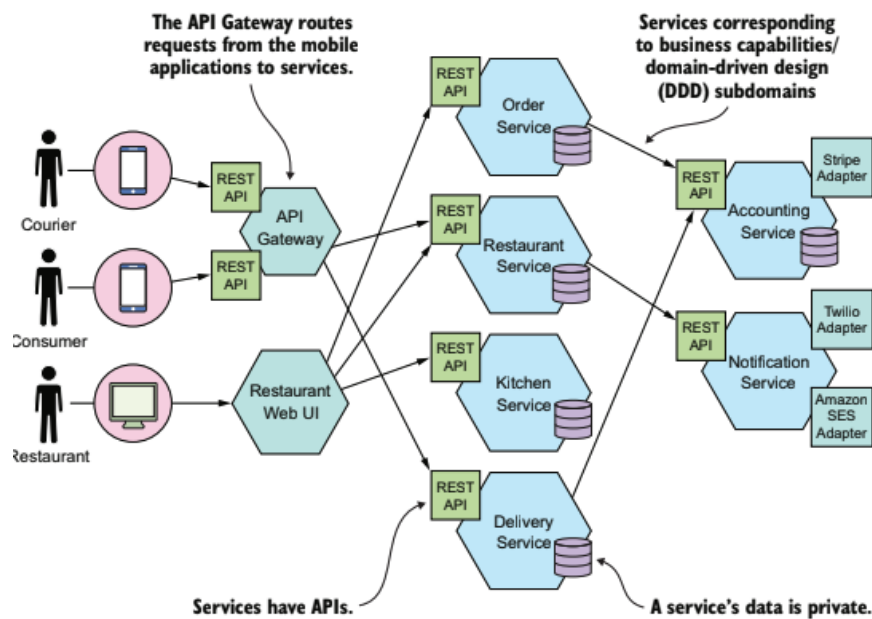 The API Gateway routes
requests from the mobile
applications to services.
Services corresponding
to business capabilities/
domain-driven design
(DDD) subdomains
REST
API
Order
Service
REST
API
Accounting
Service
Stripe
Adapter
Courier
REST
API
API
Gateway
REST
API
Consumer
REST
API
Restaurant
Service
REST
API
Notification
Service
Twilio
Adapter
Amazon
SES
Adapter
Restaurant
Restaurant
Web UI
REST
API
Kitchen
Service
REST
API
Delivery
Service
Services have APIs.
A service's data is private.